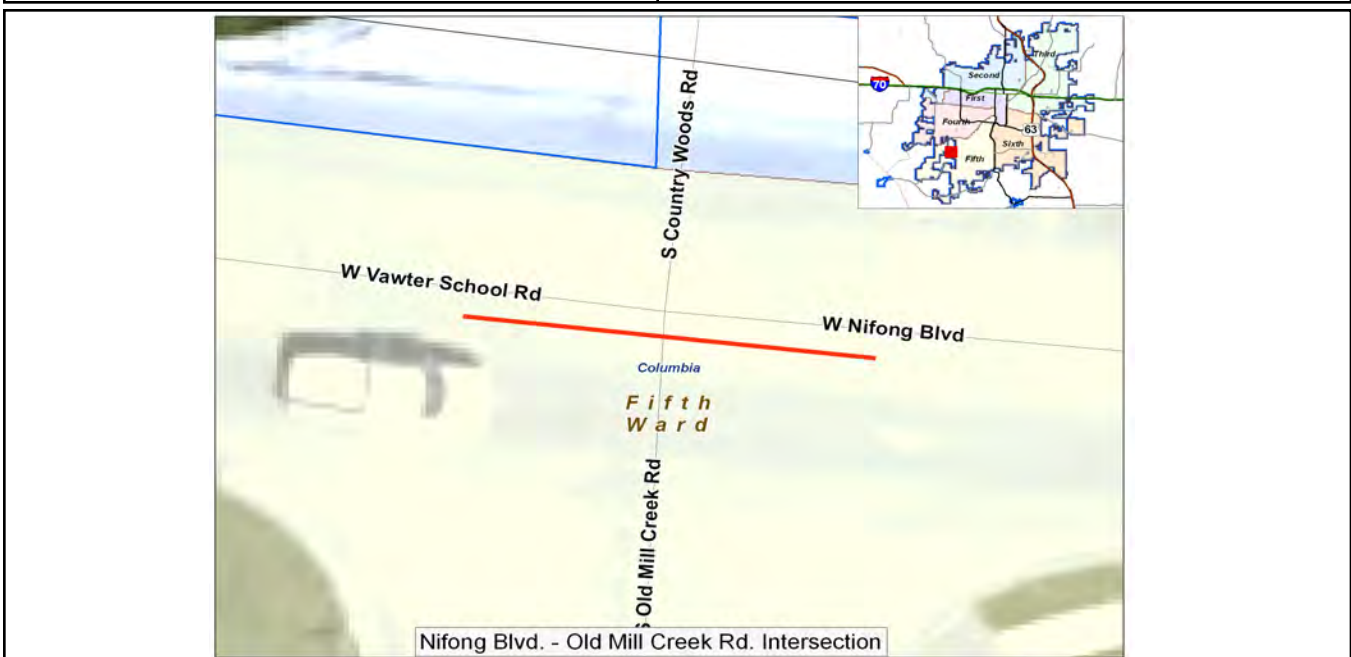 Third
Second
70
First
Fourth
63
Sixth
Fifth
S Country Woods Rd
W Vawter School Rd
W Nifong Blvd
Columbia
Fifth
Ward
S Old Mill Creek Rd
Nifong Blvd. - Old Mill Creek Rd. Intersection